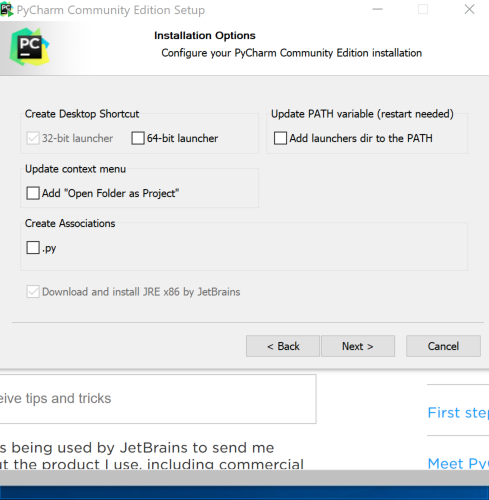 PyCharm Community Edition Setup
PC
Installation Options
Configure your PyCharm Community Edition installation
Create Desktop Shortcut
32-bit launcher
64-bit launcher
Update PATH variable (restart needed)
Add launchers dir to the PATH
Update context menu
Add "Open Folder as Project"
Create Associations
.py
Download and install JRE x86 by JetBrains
< Back
Next >
Cancel
eive tips and tricks
First ste
s being used by JetBrains to send me
ut the product I use, including commercial
Meet Py